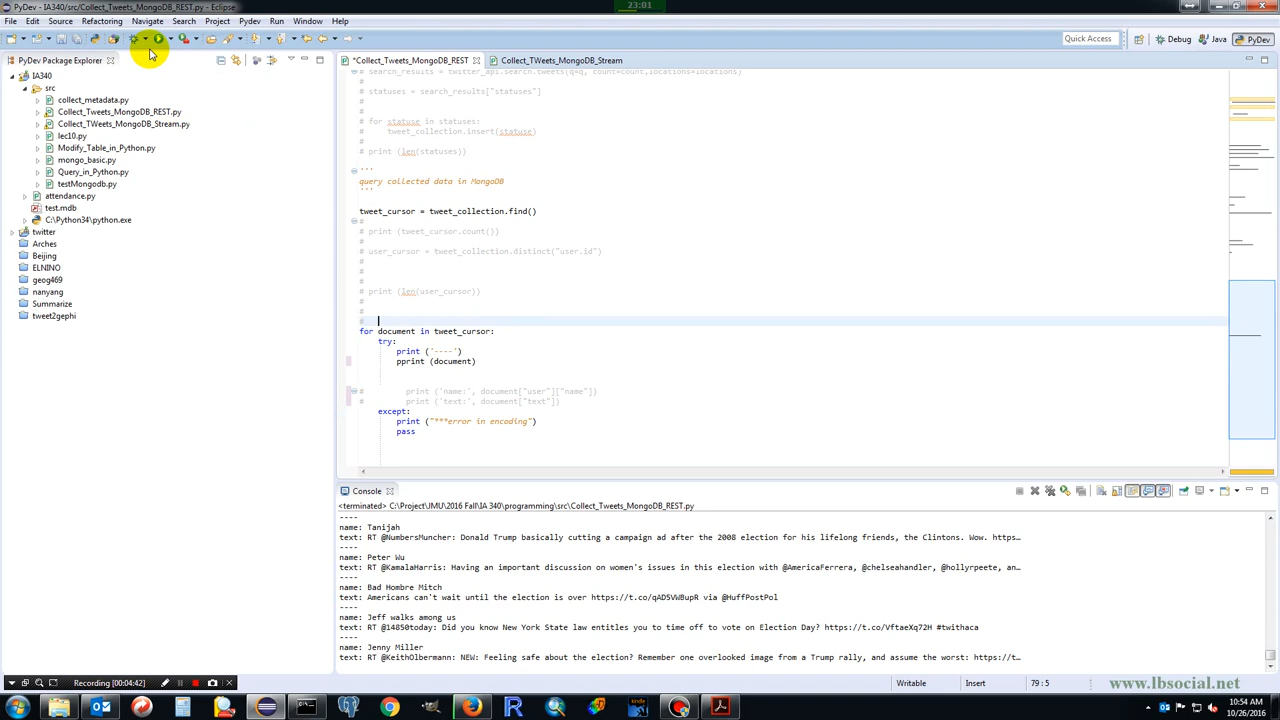 PyDev - IA340/src/Collect_Tweets_MongoDB_REST.py - Eclipse
23:01
File Edit Source Refactoring Navigate Search Project Pydev Run Window Help
Quick Access
Debug Java PyDev
PyDev Package Explorer
IA340
src
collect_metadata.py
Collect_Tweets_MongoDB_REST.py
Collect_TWeets_MongoDB_Stream.py
lec10.py
Modify_Table_in_Python.py
mongo_basic.py
Query_in_Python.py
testMongodb.py
attendance.py
test.mdb
C:\Python34\python.exe
twitter
Arches
Beijing
ELNINO
geog469
nanyang
Summarize
tweet2gephi
*Collect_Tweets_MongoDB_REST Collect_TWeets_MongoDB_Stream
# search_results = twitter_api.search.tweets(q=q, count=count,locations=locations)
#
# statuses = search_results["statuses"]
#
#
# for statuse in statuses:
#     tweet_collection.insert(statuse)
#
# print (len(statuses))
'''
query collected data in MongoDB
'''
tweet_cursor = tweet_collection.find()
#
# print (tweet_cursor.count())
#
# user_cursor = tweet_collection.distinct("user.id")
#
#
#
# print (len(user_cursor))
#
#
#
for document in tweet_cursor:
try:
print ('----')
pprint (document)
#         print ('name:', document["user"]["name"])
#         print ('text:', document["text"])
except:
print ("***error in encoding")
pass
Console
<terminated> C:\Project\JMU\2016 Fall\IA 340\programming\src\Collect_Tweets_MongoDB_REST.py
----
name: Tanijah
text: RT @NumbersMuncher: Donald Trump basically cutting a campaign ad after the 2008 election for his lifelong friends, the Clintons. Wow. https…
----
name: Peter Wu
text: RT @KamalaHarris: Having an important discussion on women's issues in this election with @AmericaFerrera, @chelseahandler, @hollyrpeete, an…
----
name: Bad Hombre Mitch
text: Americans can't wait until the election is over https://t.co/qAD5VWBupR via @HuffPostPol
----
name: Jeff walks among us
text: RT @14850today: Did you know New York State law entitles you to time off to vote on Election Day? https://t.co/VftaeXq72H #twithaca
----
name: Jenny Miller
text: RT @KeithOlbermann: NEW: Feeling safe about the election? Remember one overlooked image from a Trump rally, and assume the worst: https://t…
Recording [00:04:42]
Writable Insert 79 : 5
www.lbsocial.net
10:54 AM
10/26/2016